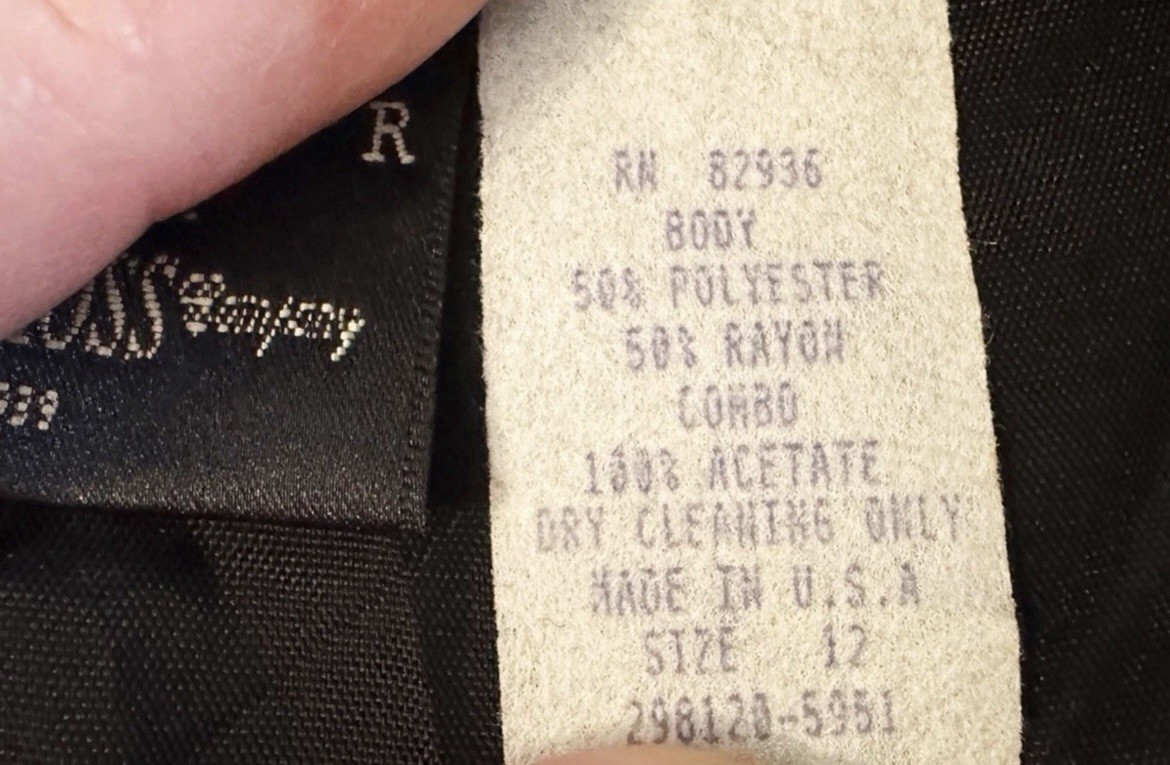 R
Company
RN 82936
BODY
50% POLYESTER
50% RAYON
COMBO
100% ACETATE
DRY CLEANING ONLY
MADE IN U.S.A
SIZE 12
298120-5951